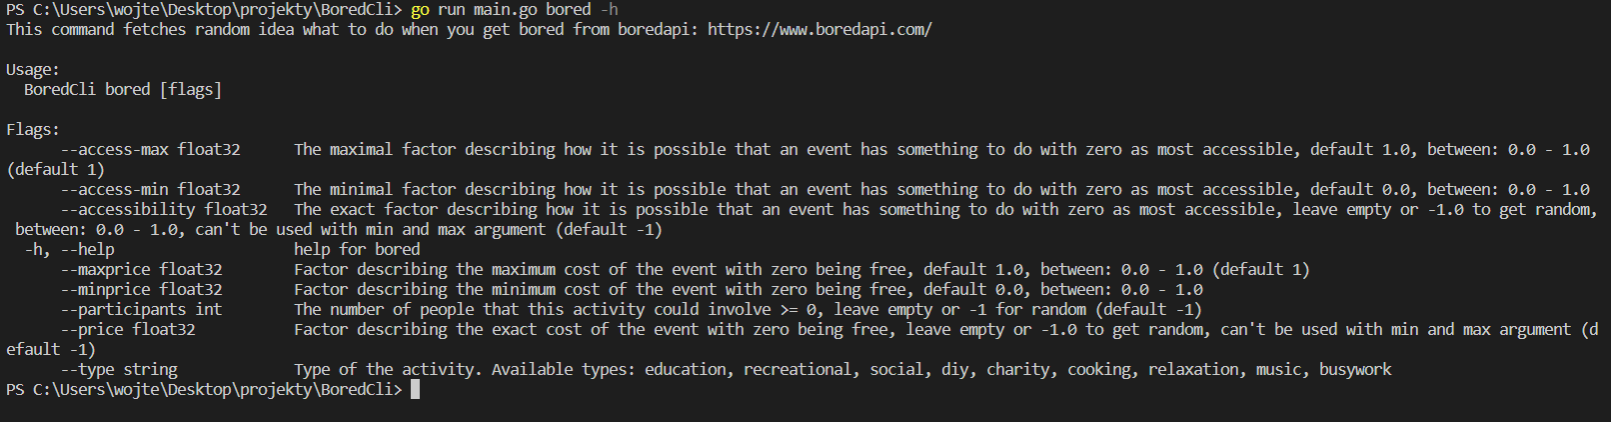 PS C:\Users\wojte\Desktop\projekty\BoredCli> go run main.go bored -h
This command fetches random idea what to do when you get bored from boredapi: https://www.boredapi.com/
Usage:
  BoredCli bored [flags]
Flags:
      --access-max float32      The maximal factor describing how it is possible that an event has something to do with zero as most accessible, default 1.0, between: 0.0 - 1.0
(default 1)
      --access-min float32      The minimal factor describing how it is possible that an event has something to do with zero as most accessible, default 0.0, between: 0.0 - 1.0
      --accessibility float32   The exact factor describing how it is possible that an event has something to do with zero as most accessible, leave empty or -1.0 to get random,
 between: 0.0 - 1.0, can't be used with min and max argument (default -1)
  -h, --help                    help for bored
      --maxprice float32        Factor describing the maximum cost of the event with zero being free, default 1.0, between: 0.0 - 1.0 (default 1)
      --minprice float32        Factor describing the minimum cost of the event with zero being free, default 0.0, between: 0.0 - 1.0
      --participants int        The number of people that this activity could involve >= 0, leave empty or -1 for random (default -1)
      --price float32           Factor describing the exact cost of the event with zero being free, leave empty or -1.0 to get random, can't be used with min and max argument (d
efault -1)
      --type string             Type of the activity. Available types: education, recreational, social, diy, charity, cooking, relaxation, music, busywork
PS C:\Users\wojte\Desktop\projekty\BoredCli>